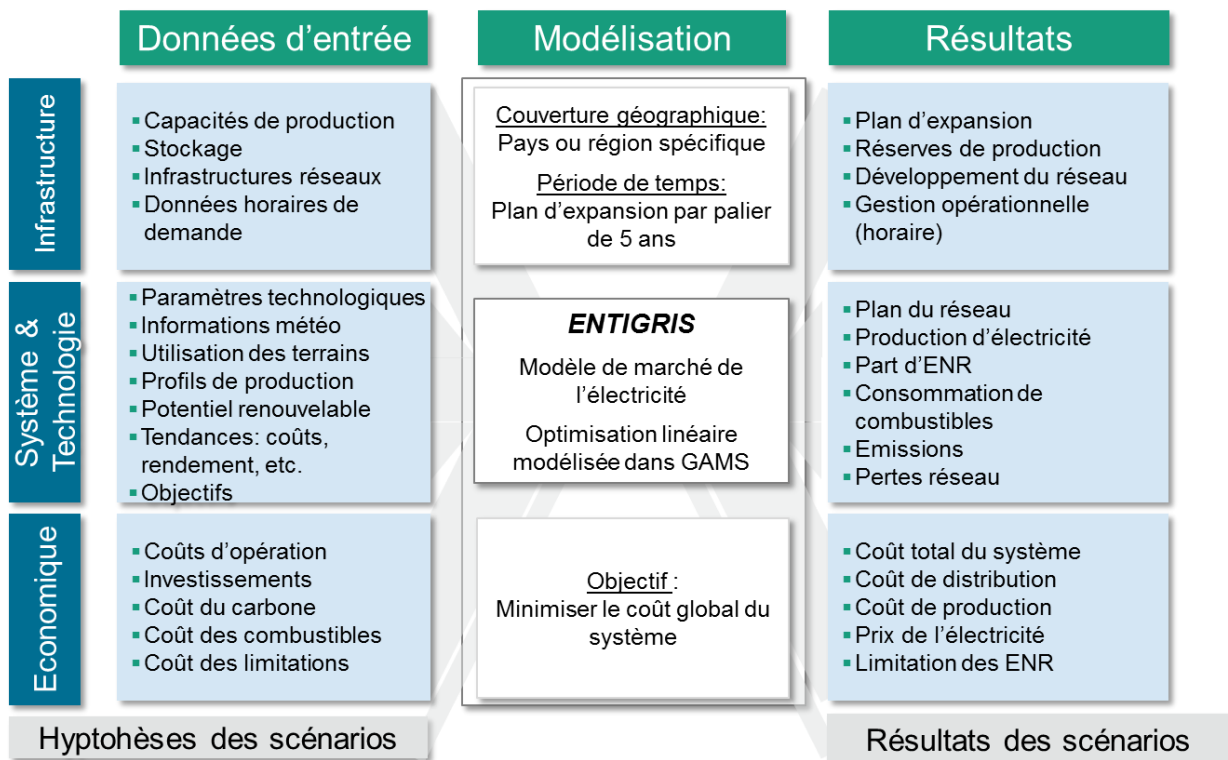 Données d'entrée
Modélisation
Résultats
Infrastructure
▪ Capacités de production
▪ Stockage
▪ Infrastructures réseaux
▪ Données horaires de
demande
Couverture géographique:
Pays ou région spécifique
Période de temps:
Plan d'expansion par palier
de 5 ans
▪ Plan d'expansion
▪ Réserves de production
▪ Développement du réseau
▪ Gestion opérationnelle
(horaire)
Système &
Technologie
▪ Paramètres technologiques
▪ Informations météo
▪ Utilisation des terrains
▪ Profils de production
▪ Potentiel renouvelable
▪ Tendances: coûts,
rendement, etc.
▪ Objectifs
ENTIGRIS
Modèle de marché de
l'électricité
Optimisation linéaire
modélisée dans GAMS
▪ Plan du réseau
▪ Production d'électricité
▪ Part d'ENR
▪ Consommation de
combustibles
▪ Emissions
▪ Pertes réseau
Economique
▪ Coûts d'opération
▪ Investissements
▪ Coût du carbone
▪ Coût des combustibles
▪ Coût des limitations
Objectif :
Minimiser le coût global du
système
▪ Coût total du système
▪ Coût de distribution
▪ Coût de production
▪ Prix de l'électricité
▪ Limitation des ENR
Hyptohèses des scénarios
Résultats des scénarios